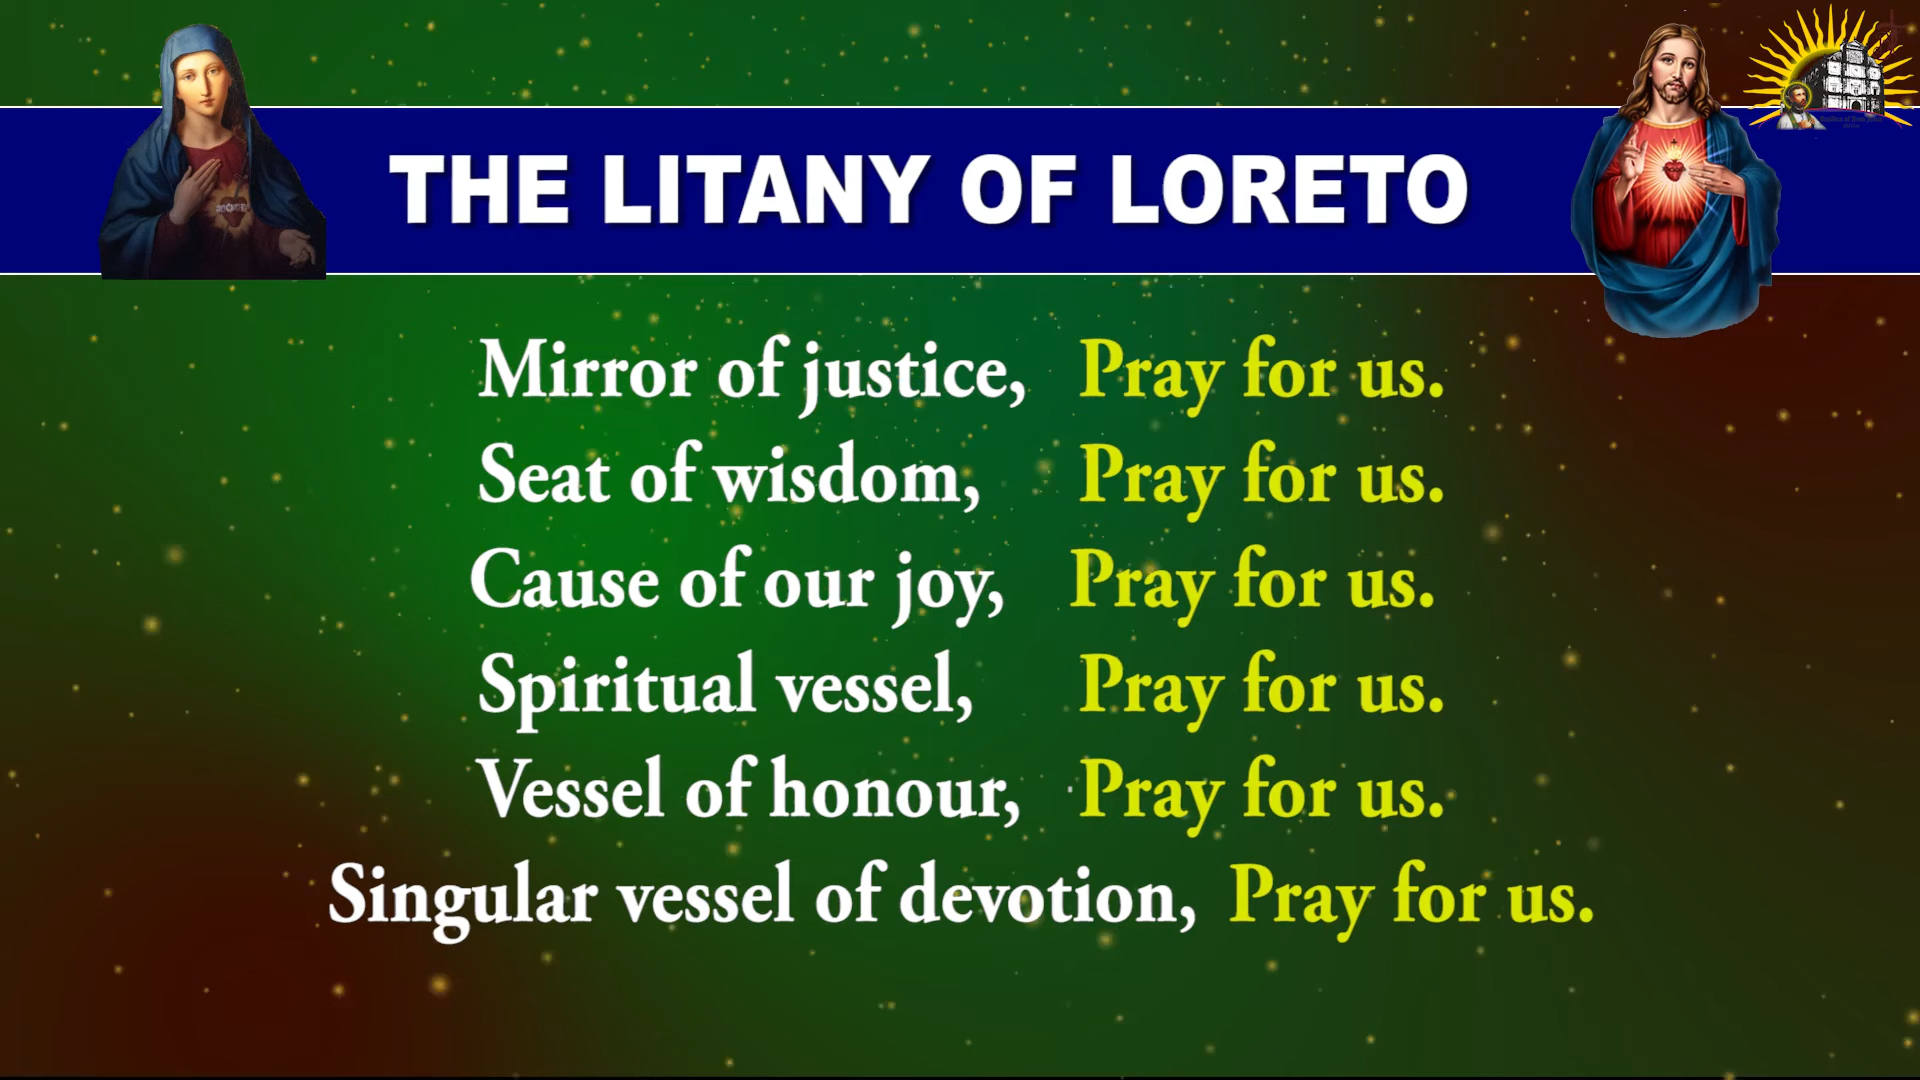 THE LITANY OF LORETO
Mirror of justice, Pray for us.
Seat of wisdom, Pray for us.
Cause of our joy, Pray for us.
Spiritual vessel, Pray for us.
Vessel of honour, Pray for us.
Singular vessel of devotion, Pray for us.